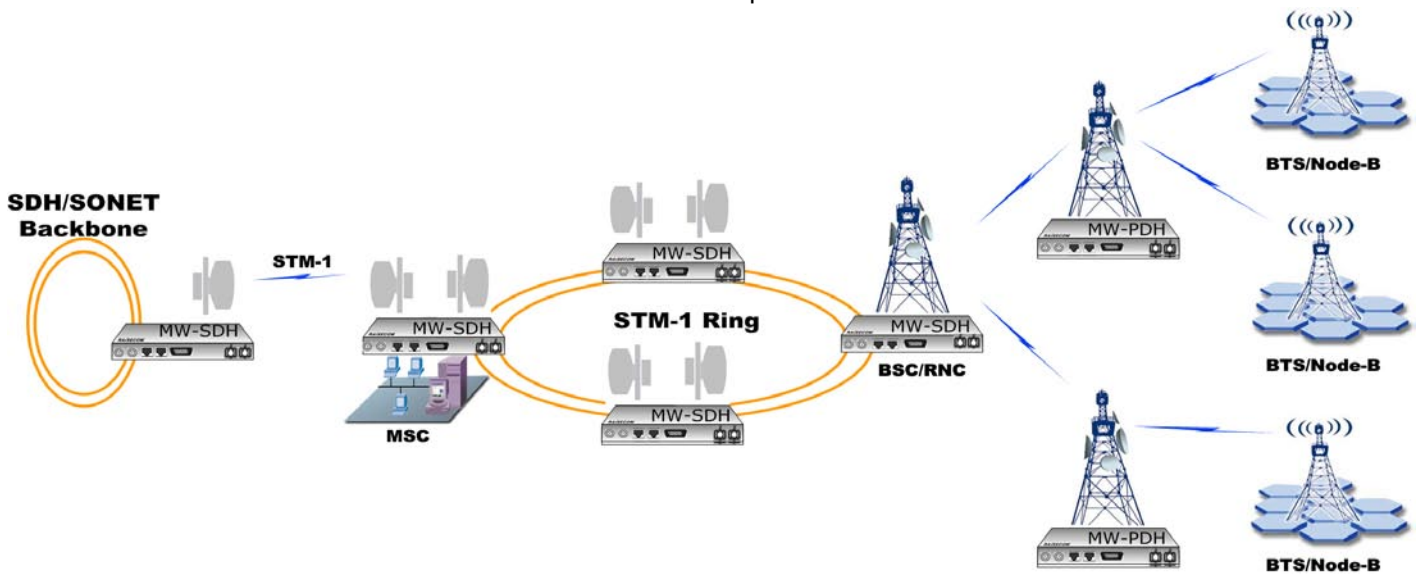 SDH/SONET
Backbone
MW-SDH
STM-1
MW-SDH
MSC
MW-SDH
STM-1 Ring
MW-SDH
MW-SDH
BSC/RNC
MW-PDH
MW-PDH
BTS/Node-B
BTS/Node-B
BTS/Node-B